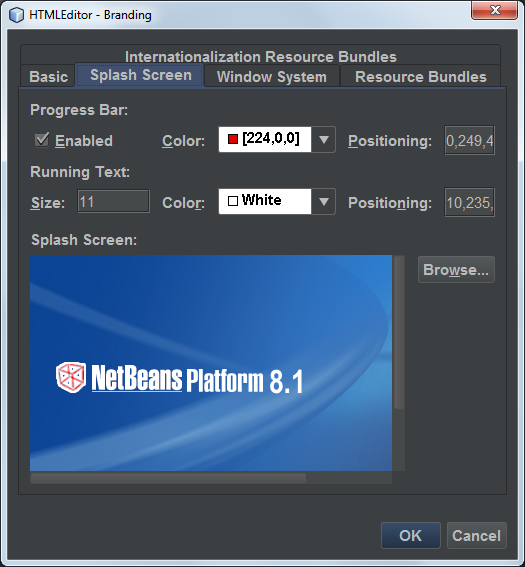 HTMLEditor - Branding
Internationalization Resource Bundles
Basic Splash Screen Window System Resource Bundles
Progress Bar:
Enabled Color: [224,0,0] Positioning: 0,249,4
Running Text:
Size: 11 Color: White Positioning: 10,235,
Splash Screen:
Browse...
NetBeans Platform 8.1
OK Cancel